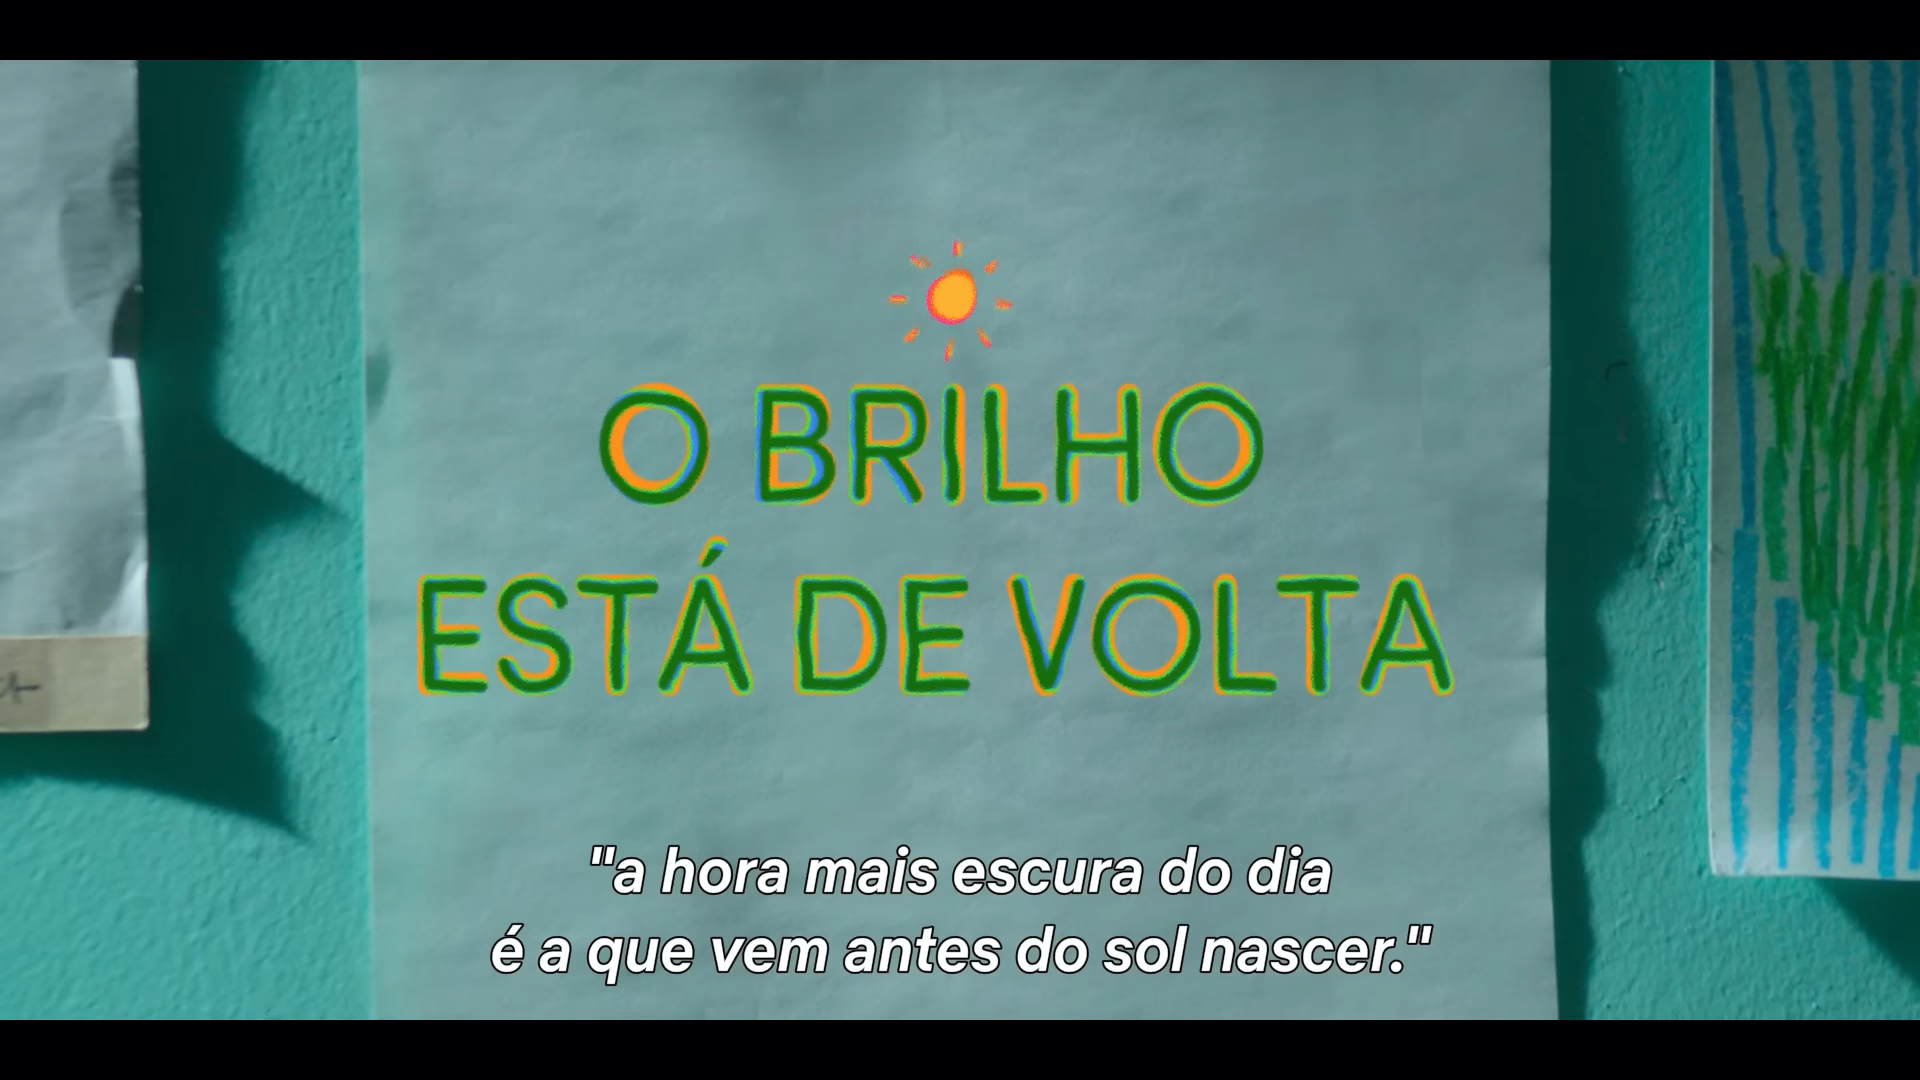 O BRILHO
ESTÁ DE VOLTA
"a hora mais escura do dia
é a que vem antes do sol nascer."